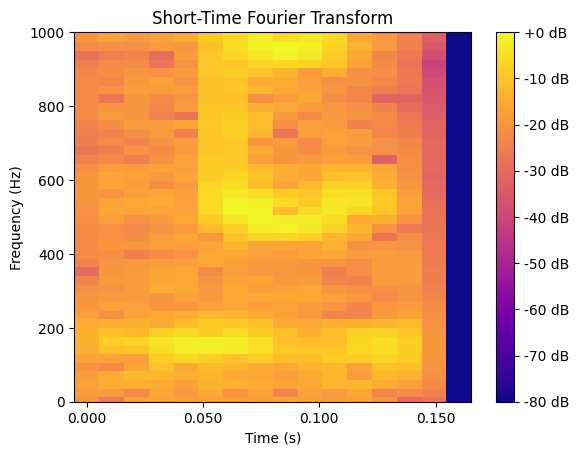 Short-Time Fourier Transform
1000
800
600
400
200
0
Frequency (Hz)
0.000
0.050
0.100
0.150
Time (s)
+0 dB
-10 dB
-20 dB
-30 dB
-40 dB
-50 dB
-60 dB
-70 dB
-80 dB